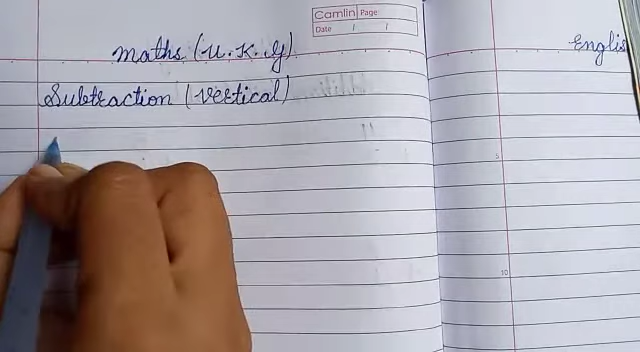 Camlin Page
Date / /
Maths (U.K.G)
Subtraction (vertical)
Englis
5
10